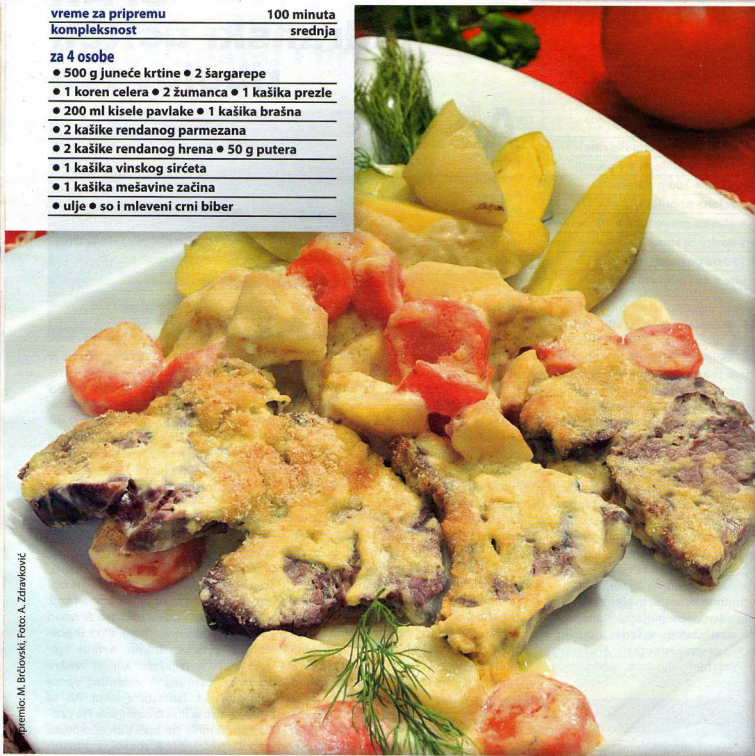 vreme za pripremu 100 minuta
kompleksnost srednja
za 4 osobe
• 500 g juneće krtine • 2 šargarepe
• 1 koren celera • 2 žumanca • 1 kašika prezle
• 200 ml kisele pavlake • 1 kašika brašna
• 2 kašike rendanog parmezana
• 2 kašike rendanog hrena • 50 g putera
• 1 kašika vinskog sirćeta
• 1 kašika mešavine začina
• ulje • so i mleveni crni biber
premio: M. Brčiovski, Foto: A. Zdravković